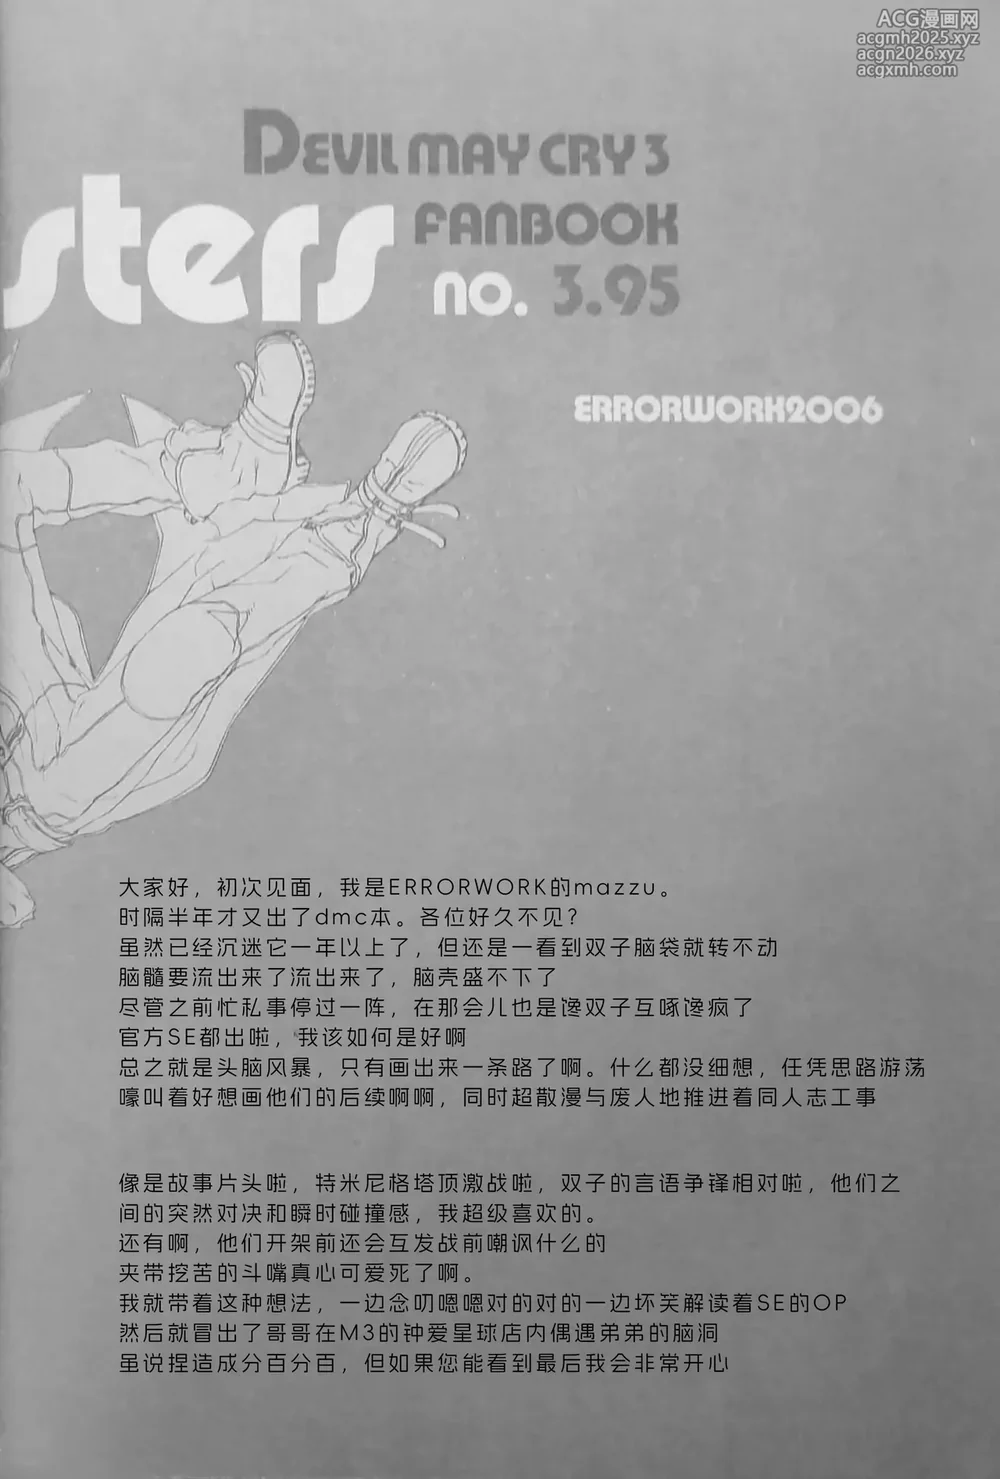 ACG漫画网
acgmh2025.xyz
acgn2026.xyz
acgxmh.com
DEVIL MAY CRY 3
sters
FANBOOK
no. 3.95
ERRORWORK2006
大家好，初次见面，我是ERRORWORK的mazzu。
时隔半年才又出了dmc本。各位好久不见？
虽然已经沉迷它一年以上了，但还是一看到双子脑袋就转不动
脑髓要流出来了流出来了，脑壳盛不下了
尽管之前忙私事停过一阵，在那会儿也是馋双子互啄馋疯了
官方SE都出啦，我该如何是好啊
总之就是头脑风暴，只有画出来一条路了啊。什么都没细想，任凭思路游荡
嚎叫着好想画他们的后续啊啊，同时超散漫与废人地推进着同人志工事
像是故事片头啦，特米尼格塔顶激战啦，双子的言语争锋相对啦，他们之
间的突然对决和瞬时碰撞感，我超级喜欢的。
还有啊，他们开架前还会互发战前嘲讽什么的
夹带挖苦的斗嘴真心可爱死了啊。
我就带着这种想法，一边念叨嗯嗯对的对的一边坏笑解读着SE的OP
然后就冒出了哥哥在M3的钟爱星球店内偶遇弟弟的脑洞
虽说捏造成分百分百，但如果您能看到最后我会非常开心